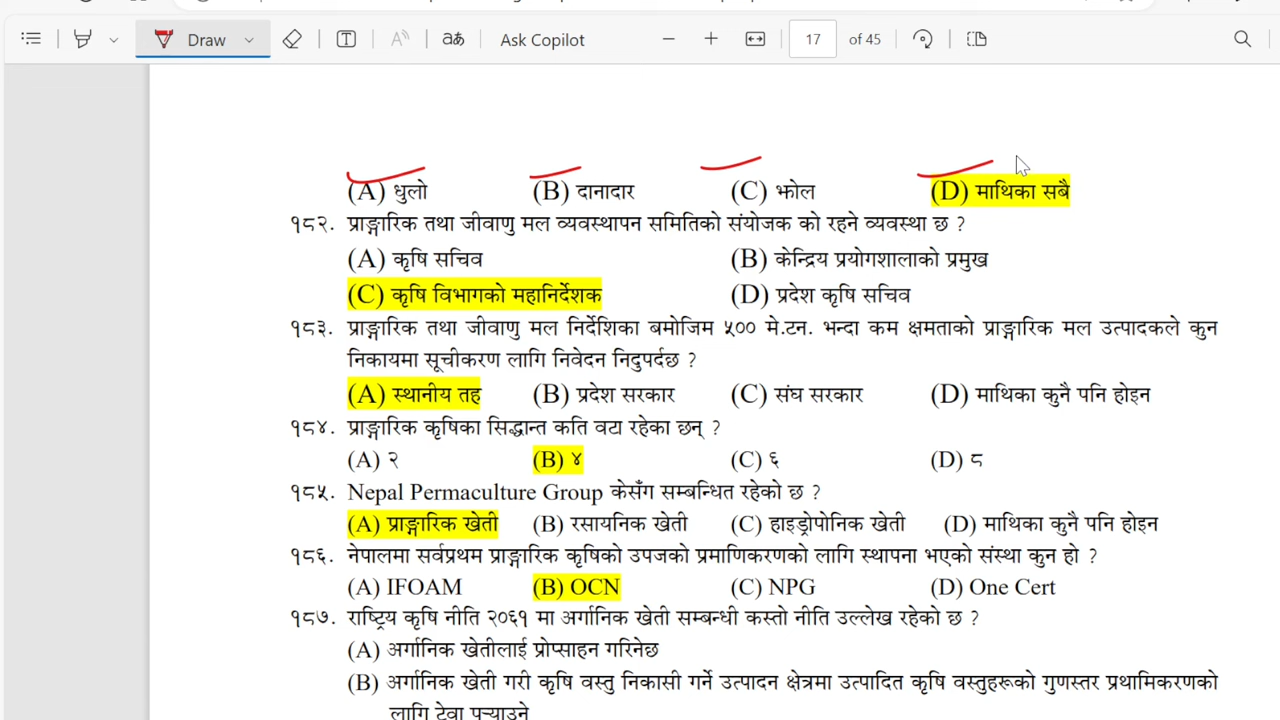 Draw
Ask Copilot
17 of 45
(A) धुलो (B) दानादार (C) झोल (D) माथिका सबै
१८२. प्राङ्गारिक तथा जीवाणु मल व्यवस्थापन समितिको संयोजक को रहने व्यवस्था छ ?
(A) कृषि सचिव (B) केन्द्रिय प्रयोगशालाको प्रमुख
(C) कृषि विभागको महानिर्देशक (D) प्रदेश कृषि सचिव
१८३. प्राङ्गारिक तथा जीवाणु मल निर्देशिका बमोजिम ५०० मे.टन. भन्दा कम क्षमताको प्राङ्गारिक मल उत्पादकले कुन
निकायमा सूचीकरण लागि निवेदन निदुपर्दछ ?
(A) स्थानीय तह (B) प्रदेश सरकार (C) संघ सरकार (D) माथिका कुनै पनि होइन
१८४. प्राङ्गारिक कृषिका सिद्धान्त कति वटा रहेका छन् ?
(A) २ (B) ४ (C) ६ (D) ८
१८५. Nepal Permaculture Group केसँग सम्बन्धित रहेको छ ?
(A) प्राङ्गारिक खेती (B) रसायनिक खेती (C) हाइड्रोपोनिक खेती (D) माथिका कुनै पनि होइन
१८६. नेपालमा सर्वप्रथम प्राङ्गारिक कृषिको उपजको प्रमाणिकरणको लागि स्थापना भएको संस्था कुन हो ?
(A) IFOAM (B) OCN (C) NPG (D) One Cert
१८७. राष्ट्रिय कृषि नीति २०६१ मा अर्गानिक खेती सम्बन्धी कस्तो नीति उल्लेख रहेको छ ?
(A) अर्गानिक खेतीलाई प्रोप्साहन गरिनेछ
(B) अर्गानिक खेती गरी कृषि वस्तु निकासी गर्ने उत्पादन क्षेत्रमा उत्पादित कृषि वस्तुहरूको गुणस्तर प्रथामिकरणको
लागि टेवा पर्‍याउने